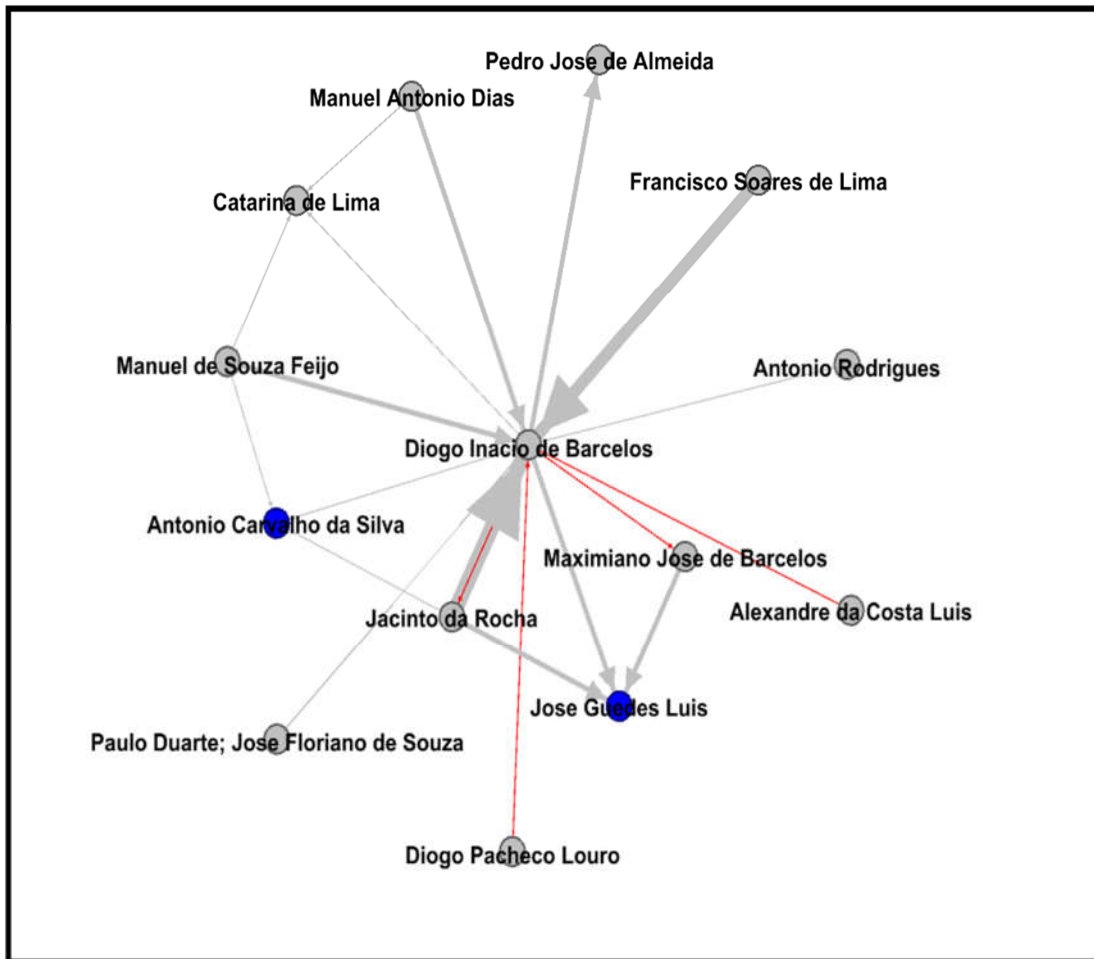 Pedro Jose de Almeida
Manuel Antonio Dias
Francisco Soares de Lima
Catarina de Lima
Manuel de Souza Feijo
Antonio Rodrigues
Diogo Inacio de Barcelos
Antonio Carvalho da Silva
Maximiano Jose de Barcelos
Jacinto da Rocha
Alexandre da Costa Luis
Jose Guedes Luis
Paulo Duarte; Jose Floriano de Souza
Diogo Pacheco Louro